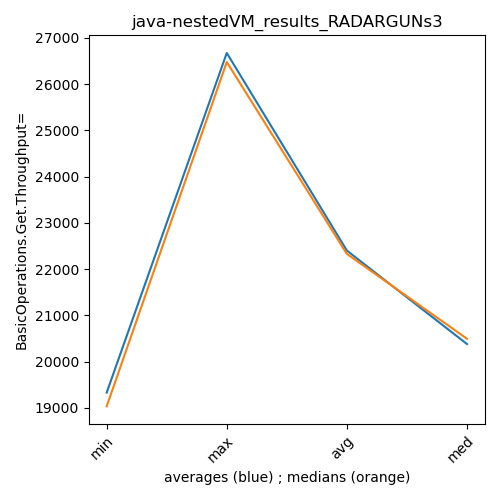 java-nestedVM_results_RADARGUNs3
27000
26000
25000
24000
23000
22000
21000
20000
19000
BasicOperations.Get.Throughput=
min
max
avg
med
averages (blue) ; medians (orange)